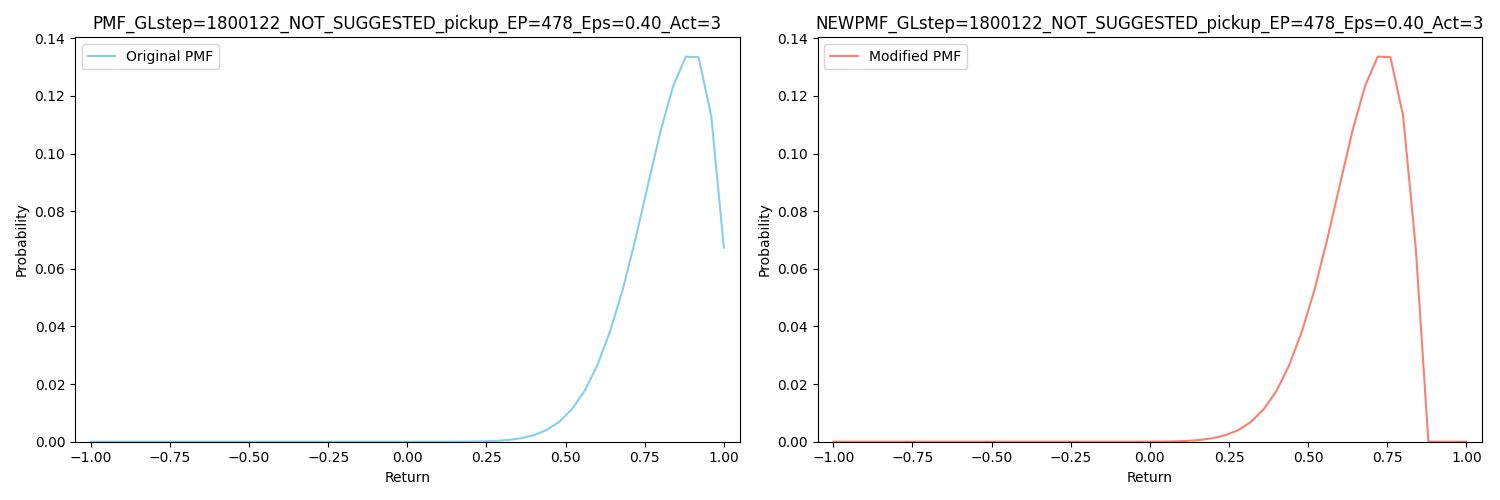 PMF_GLstep=1800122_NOT_SUGGESTED_pickup_EP=478_Eps=0.40_Act=3
Original PMF
0.14
0.12
0.10
0.08
0.06
0.04
0.02
0.00
Probability
−1.00 −0.75 −0.50 −0.25 0.00 0.25 0.50 0.75 1.00
Return
NEWPMF_GLstep=1800122_NOT_SUGGESTED_pickup_EP=478_Eps=0.40_Act=3
Modified PMF
0.14
0.12
0.10
0.08
0.06
0.04
0.02
0.00
Probability
−1.00 −0.75 −0.50 −0.25 0.00 0.25 0.50 0.75 1.00
Return